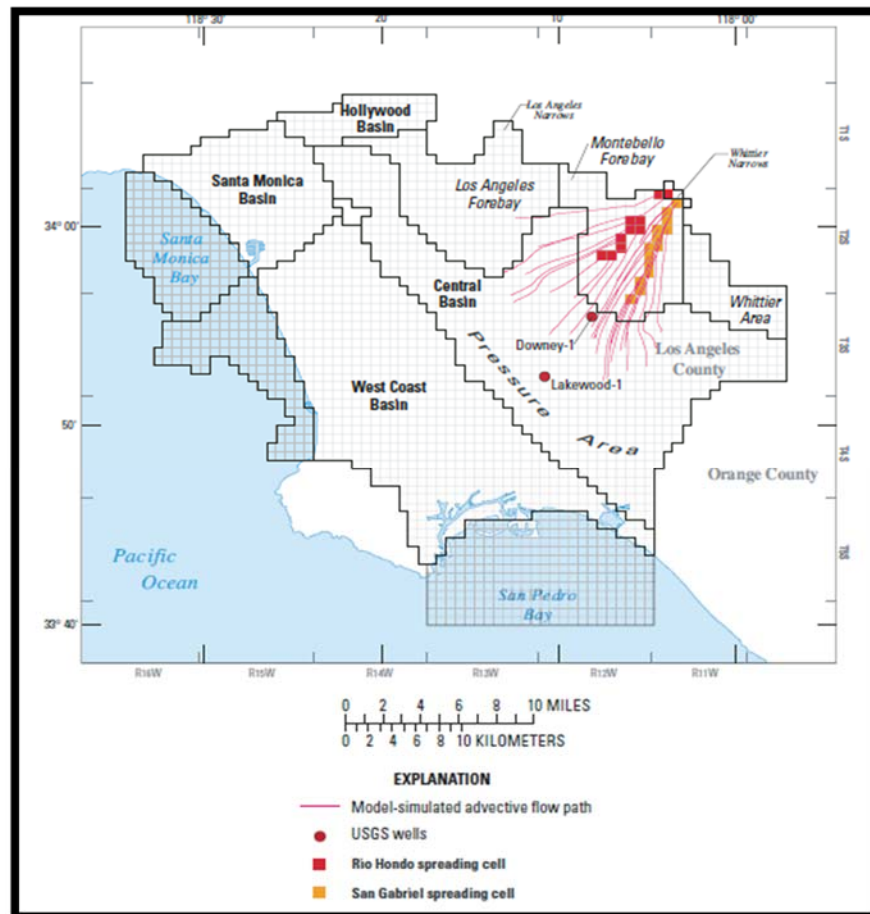 118° 30'
20'
10'
118° 00'
Hollywood
Basin
Los Angeles
Narrows
Montebello
Forebay
Whittier
Narrows
T1S
Santa Monica
Basin
Los Angeles
Forebay
34° 00'
T2S
Santa
Monica
Bay
Central
Basin
Whittier
Area
Pressure
Area
Downey-1
Los Angeles
County
T3S
Lakewood-1
West Coast
Basin
50'
T4S
Orange County
Pacific
Ocean
T5S
San Pedro
Bay
33° 40'
R16W
R15W
R14W
R13W
R12W
R11W
0 2 4 6 8 10 MILES
0 2 4 6 8 10 KILOMETERS
EXPLANATION
Model-simulated advective flow path
USGS wells
Rio Hondo spreading cell
San Gabriel spreading cell